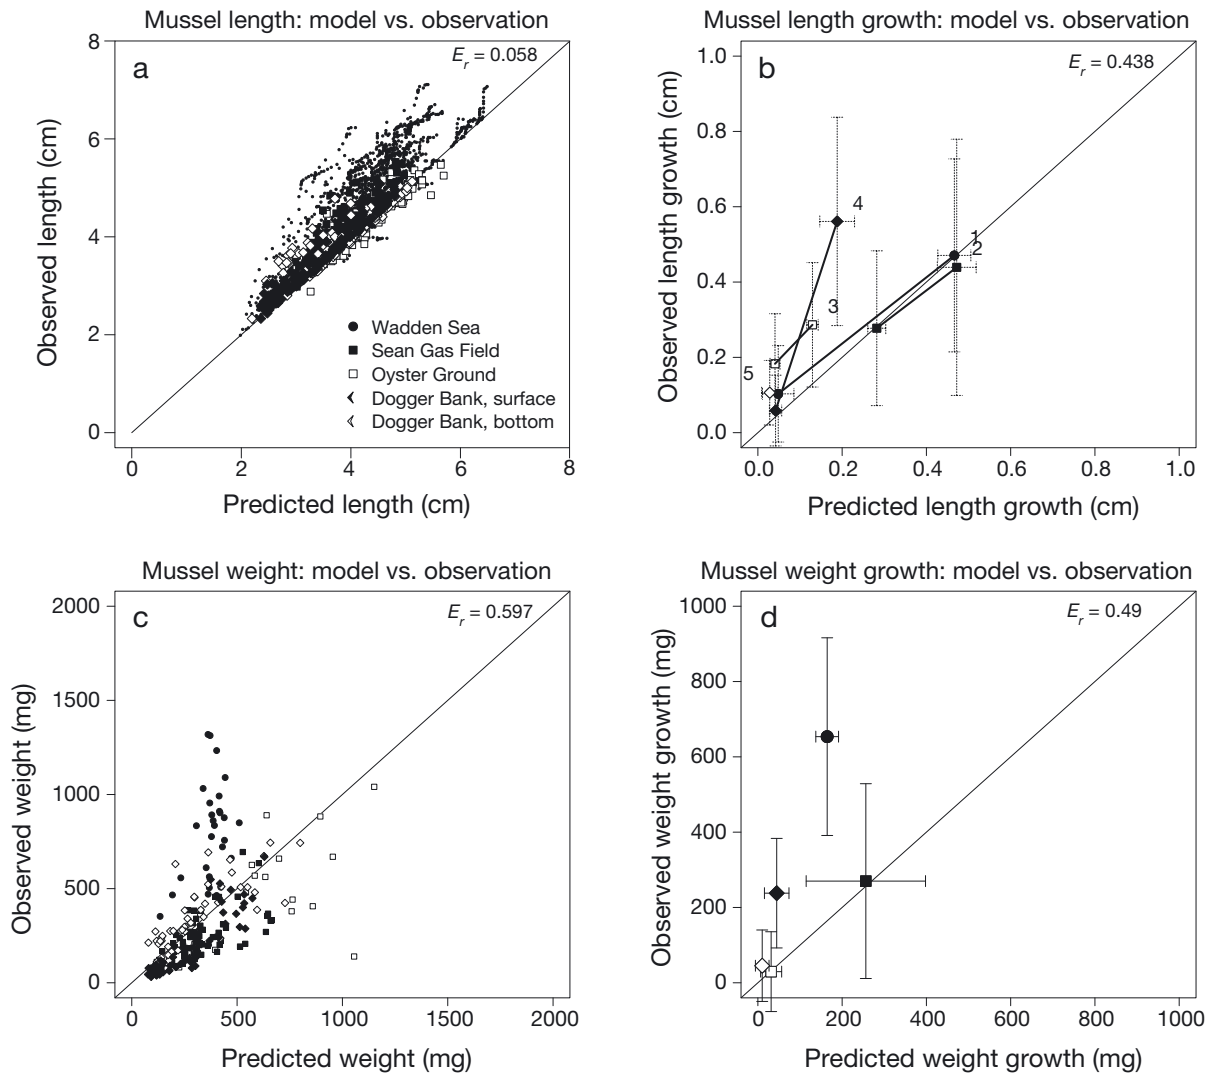 Mussel length: model vs. observation
a
E_r = 0.058
8
6
4
2
0
Observed length (cm)
Wadden Sea
Sean Gas Field
Oyster Ground
Dogger Bank, surface
Dogger Bank, bottom
0 2 4 6 8
Predicted length (cm)
Mussel length growth: model vs. observation
b
E_r = 0.438
1.0
0.8
0.6
0.4
0.2
0.0
Observed length growth (cm)
4
1
2
3
5
0.0 0.2 0.4 0.6 0.8 1.0
Predicted length growth (cm)
Mussel weight: model vs. observation
c
E_r = 0.597
2000
1500
1000
500
0
Observed weight (mg)
0 500 1000 1500 2000
Predicted weight (mg)
Mussel weight growth: model vs. observation
d
E_r = 0.49
1000
800
600
400
200
0
Observed weight growth (mg)
0 200 400 600 800 1000
Predicted weight growth (mg)